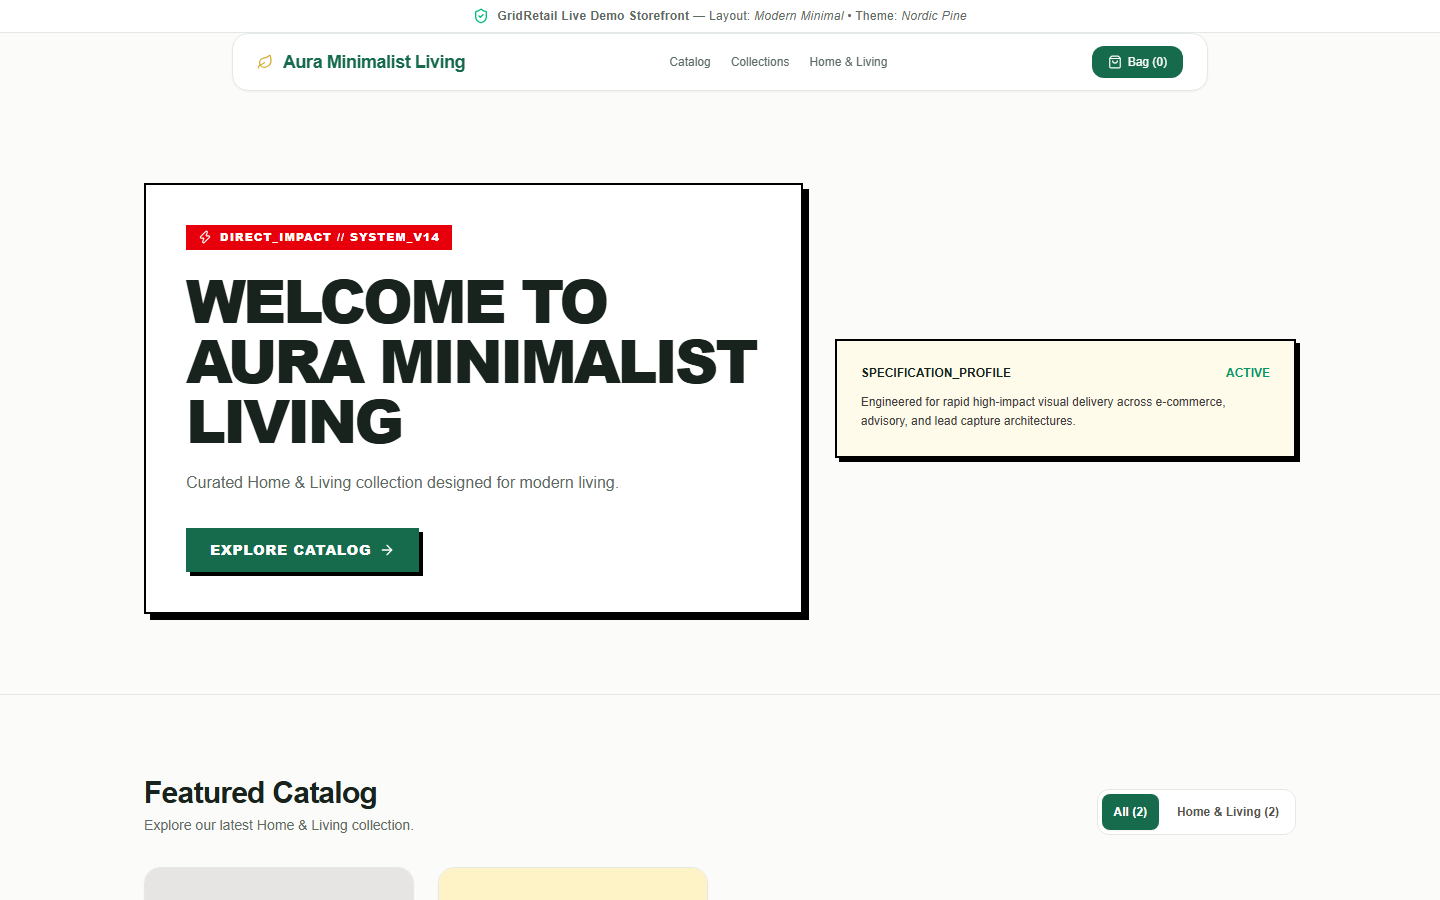 GridRetail Live Demo Storefront — Layout: Modern Minimal • Theme: Nordic Pine
Aura Minimalist Living
Catalog
Collections
Home & Living
Bag (0)
DIRECT_IMPACT // SYSTEM_V14
WELCOME TO
AURA MINIMALIST
LIVING
Curated Home & Living collection designed for modern living.
EXPLORE CATALOG
SPECIFICATION_PROFILE
ACTIVE
Engineered for rapid high-impact visual delivery across e-commerce,
advisory, and lead capture architectures.
Featured Catalog
Explore our latest Home & Living collection.
All (2)
Home & Living (2)